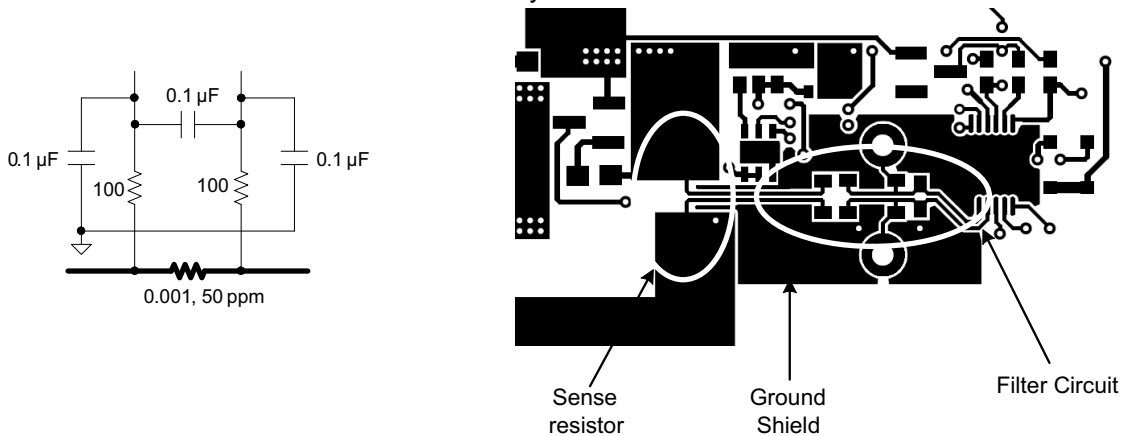 0.1 µF
0.1 µF
0.1 µF
100
100
0.001, 50 ppm
Sense
resistor
Ground
Shield
Filter Circuit